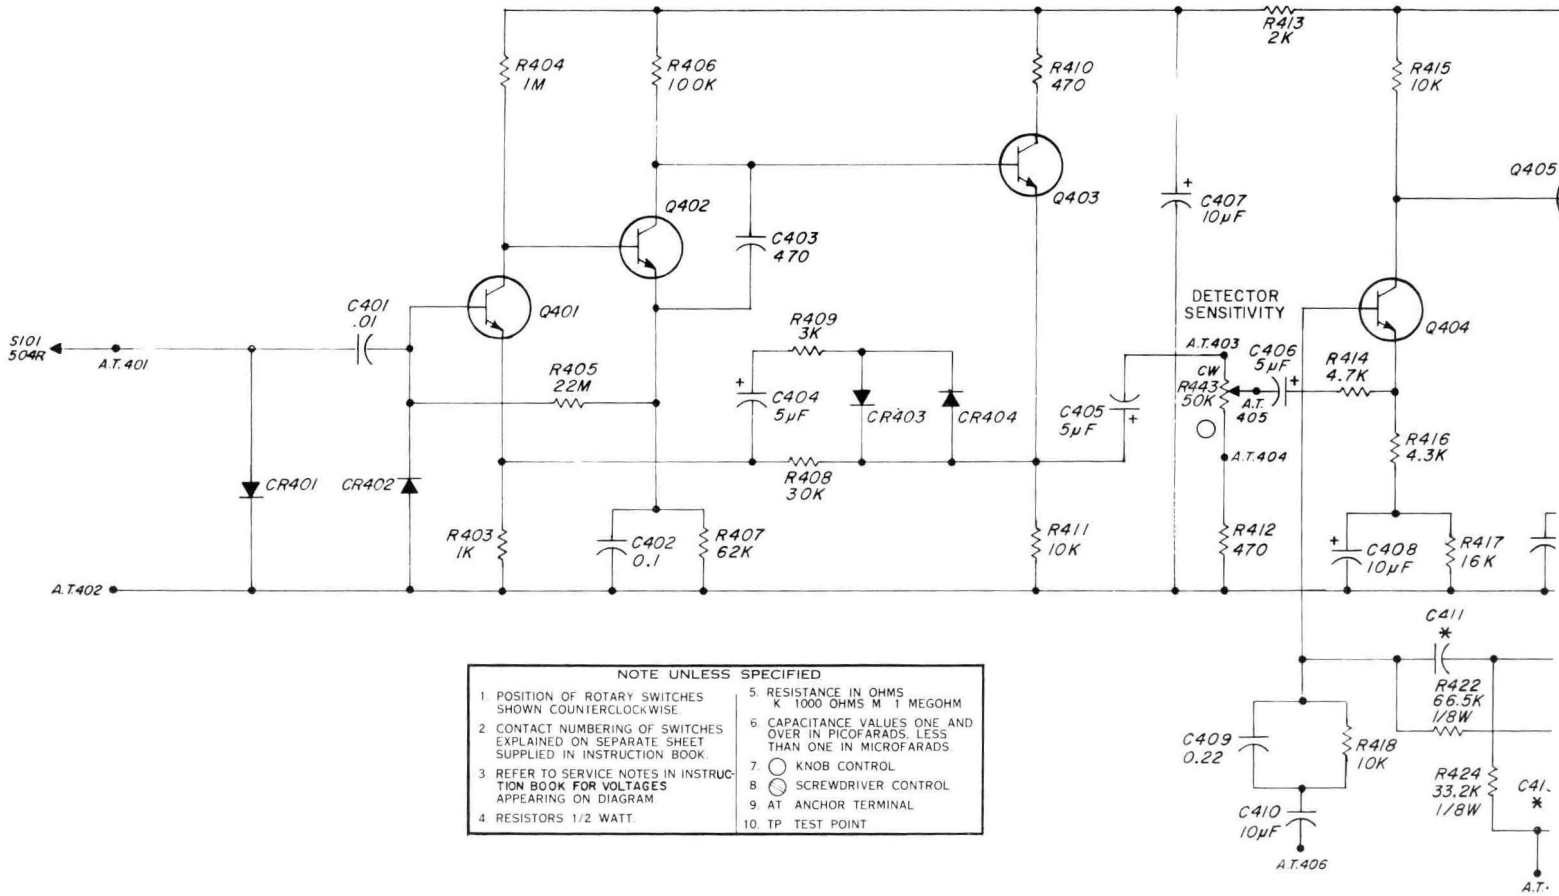 R413
2K
R404
1M
R406
100K
R410
470
R415
10K
Q405
Q403
C407
10µF
Q402
C403
470
DETECTOR
SENSITIVITY
C401
.01
Q401
Q404
R409
3K
S101
504R
A.T.401
A.T.403
C406
5µF
R414
4.7K
R405
22M
CW
R443
50K
A.T.
405
C404
5µF
CR403
CR404
C405
5µF
R416
4.3K
A.T.404
R408
30K
CR401
CR402
R403
1K
C402
0.1
R407
62K
R411
10K
R412
470
C408
10µF
R417
16K
A.T.402
C411
*
R422
66.5K
1/8W
C409
0.22
R418
10K
R424
33.2K
1/8W
*
C410
10µF
A.T.406
A.T.
NOTE UNLESS SPECIFIED
1. POSITION OF ROTARY SWITCHES
SHOWN COUNTERCLOCKWISE.
2. CONTACT NUMBERING OF SWITCHES
EXPLAINED ON SEPARATE SHEET
SUPPLIED IN INSTRUCTION BOOK.
3 REFER TO SERVICE NOTES IN INSTRUC-
TION BOOK FOR VOLTAGES
APPEARING ON DIAGRAM.
4. RESISTORS 1/2 WATT.
5. RESISTANCE IN OHMS
K 1000 OHMS M 1 MEGOHM
6. CAPACITANCE VALUES ONE AND
OVER IN PICOFARADS, LESS
THAN ONE IN MICROFARADS.
7. KNOB CONTROL
8. SCREWDRIVER CONTROL
9. AT ANCHOR TERMINAL
10. TP TEST POINT